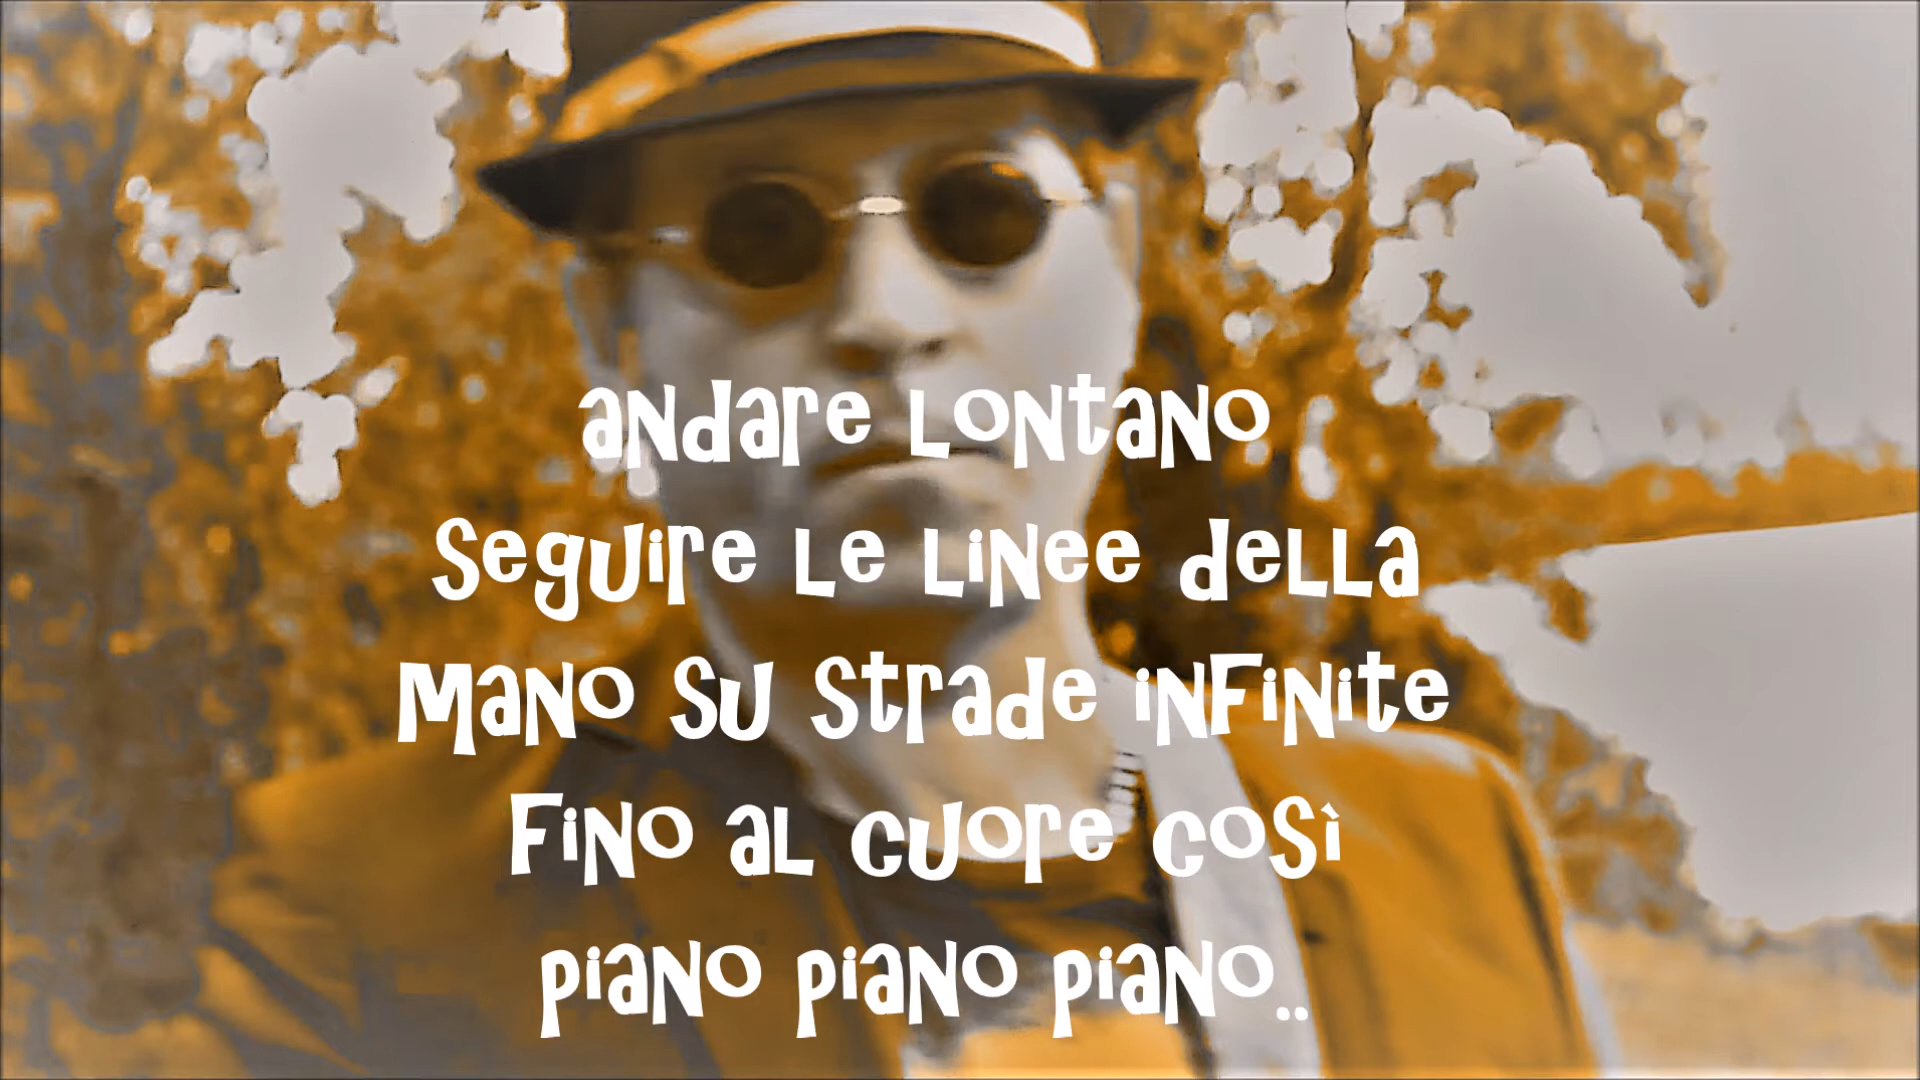 andare lontano
seguire le linee della
mano su strade infinite
fino al cuore così
piano piano piano..